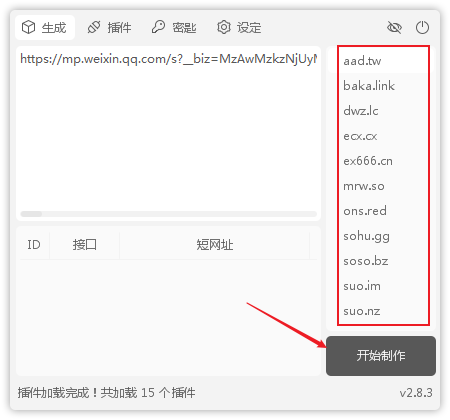 生成 插件 密匙 设定
https://mp.weixin.qq.com/s?__biz=MzAwMzkzNjUyM
aad.tw
baka.link
dwz.lc
ecx.cx
ex666.cn
mrw.so
ons.red
sohu.gg
soso.bz
suo.im
suo.nz
ID 接口 短网址
开始制作
插件加载完成！共加载 15 个插件 v2.8.3